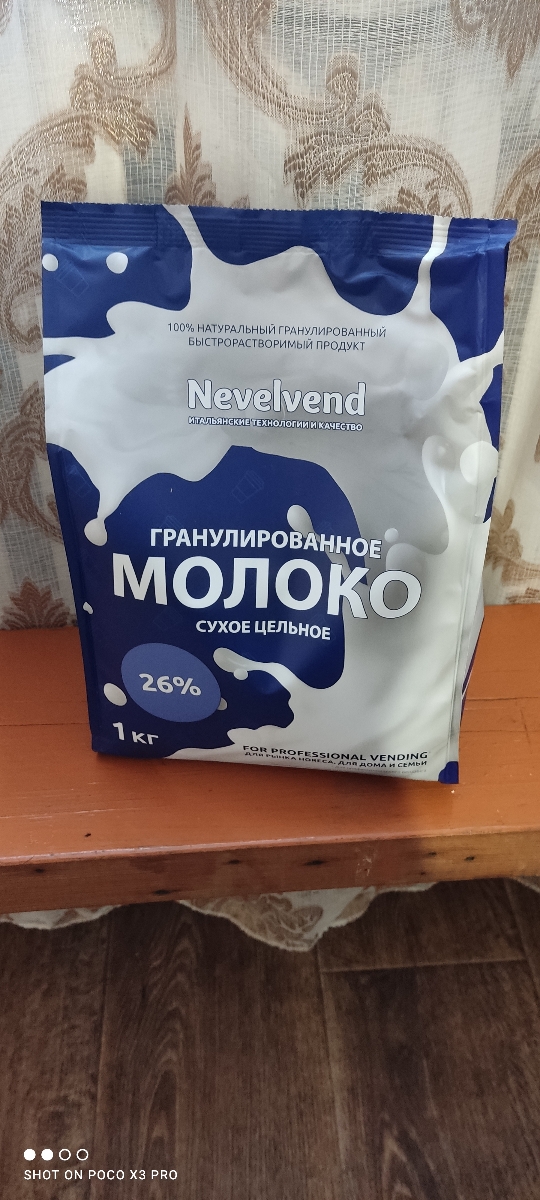 100% НАТУРАЛЬНЫЙ ГРАНУЛИРОВАННЫЙ
БЫСТРОРАСТВОРИМЫЙ ПРОДУКТ
Nevelvend
ИТАЛЬЯНСКИЕ ТЕХНОЛОГИИ И КАЧЕСТВО
ГРАНУЛИРОВАННОЕ
МОЛОКО
СУХОЕ ЦЕЛЬНОЕ
26%
1 кг
FOR PROFESSIONAL VENDING
ДЛЯ РЫНКА HORECA, ДЛЯ ДОМА И СЕМЬИ
SHOT ON POCO X3 PRO